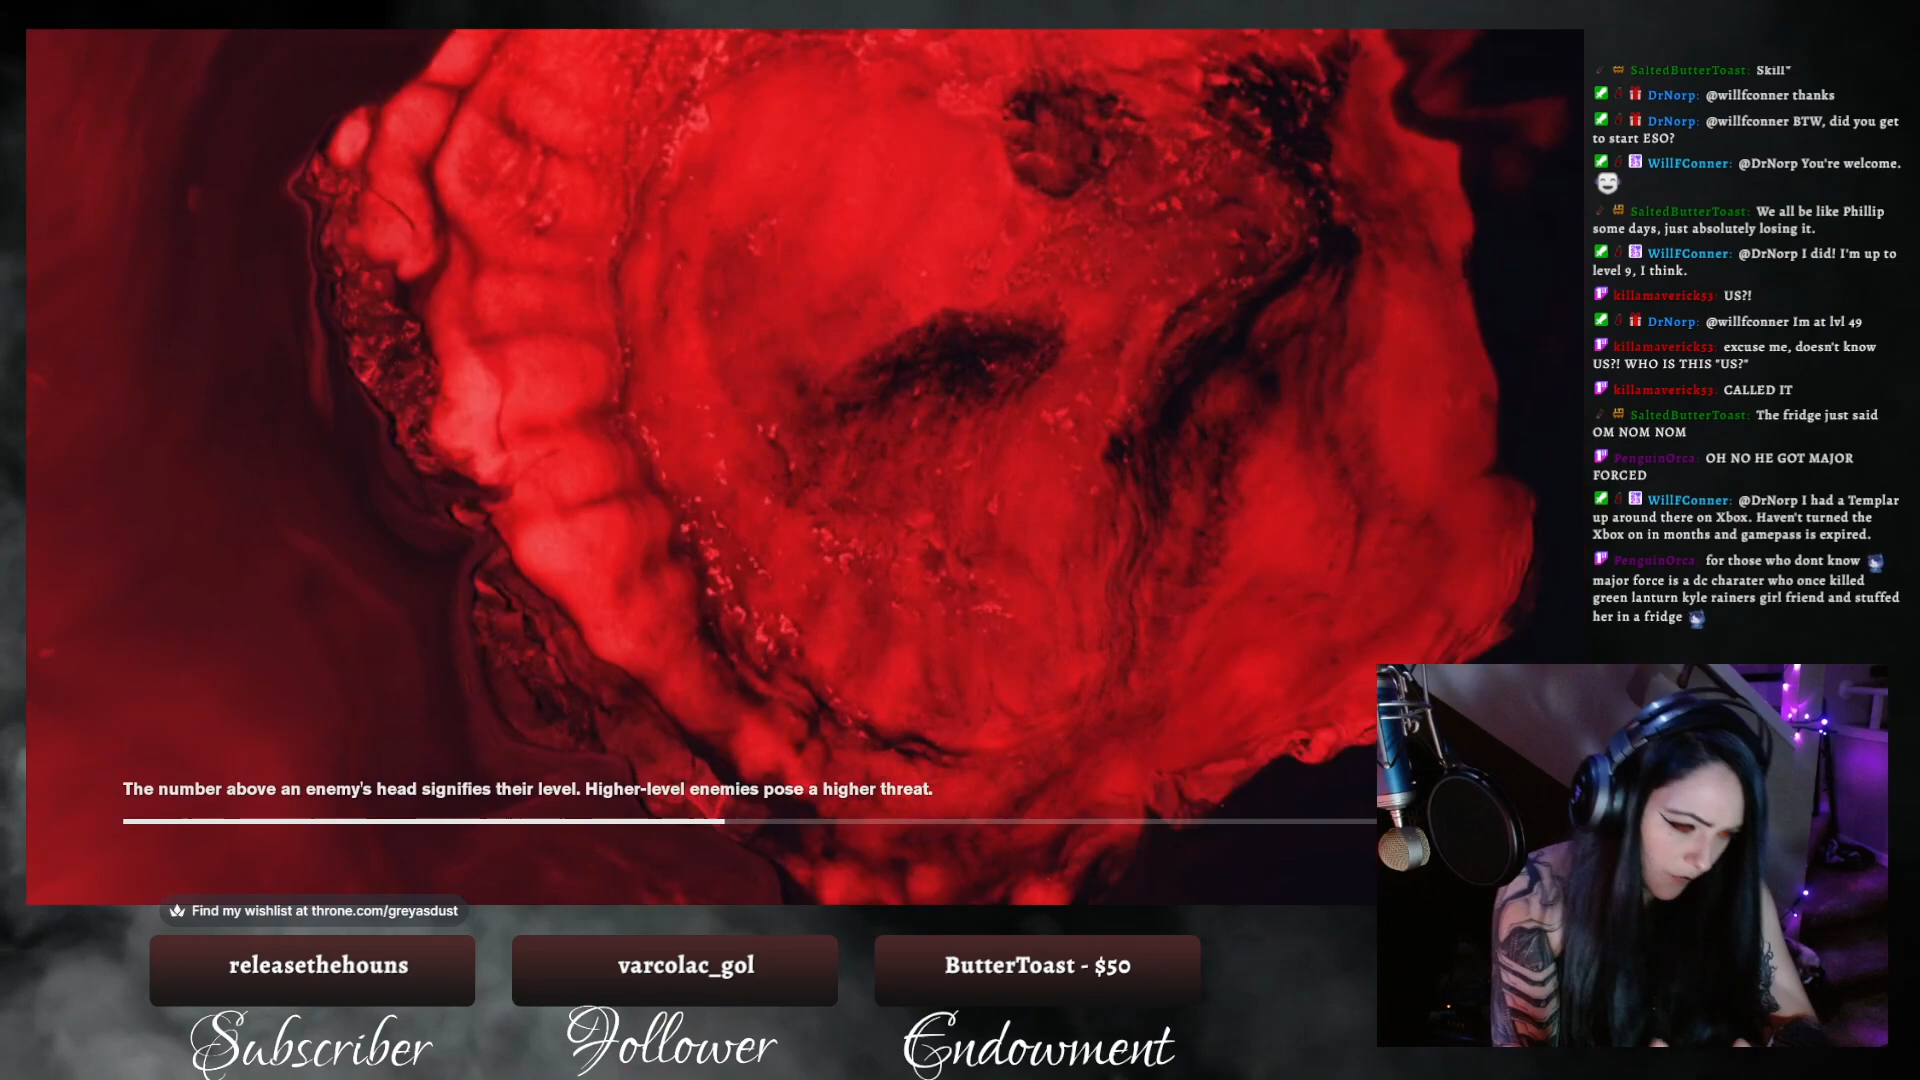 SaltedButterToast: Skill"
DrNorp: @willfconner thanks
DrNorp: @willfconner BTW, did you get
to start ESO?
WillFConner: @DrNorp You're welcome.
SaltedButterToast: We all be like Phillip
some days, just absolutely losing it.
WillFConner: @DrNorp I did! I'm up to
level 9, I think.
killamaverick53: US?!
DrNorp: @willfconner Im at lvl 49
killamaverick53: excuse me, doesn't know
US?! WHO IS THIS "US?"
killamaverick53: CALLED IT
SaltedButterToast: The fridge just said
OM NOM NOM
PenguinOrca: OH NO HE GOT MAJOR
FORCED
WillFConner: @DrNorp I had a Templar
up around there on Xbox. Haven't turned the
Xbox on in months and gamepass is expired.
PenguinOrca: for those who dont know
major force is a dc charater who once killed
green lanturn kyle rainers girl friend and stuffed
her in a fridge
The number above an enemy's head signifies their level. Higher-level enemies pose a higher threat.
Find my wishlist at throne.com/greyasdust
releasethehouns
varcolac_gol
ButterToast - $50
Subscriber
Follower
Endowment